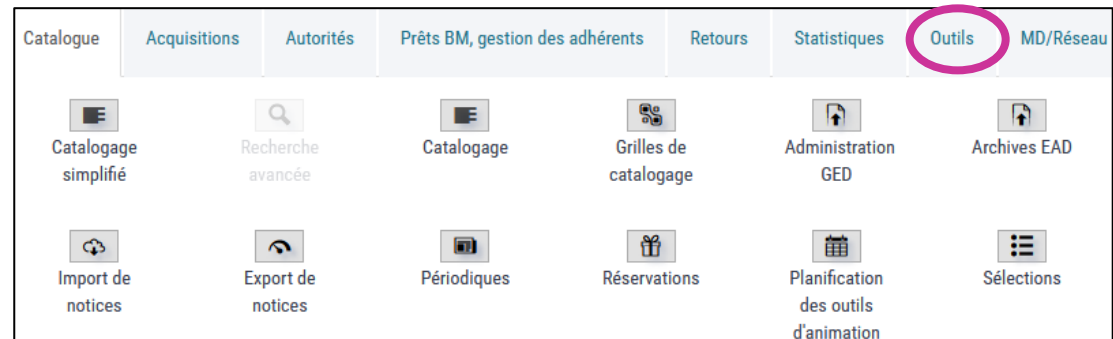 Catalogue Acquisitions Autorités Prêts BM, gestion des adhérents Retours Statistiques Outils MD/Réseau
Catalogage Recherche Catalogage Grilles de Administration Archives EAD
simplifié avancée catalogage GED
Import de Export de Périodiques Réservations Planification Sélections
notices notices des outils
d'animation